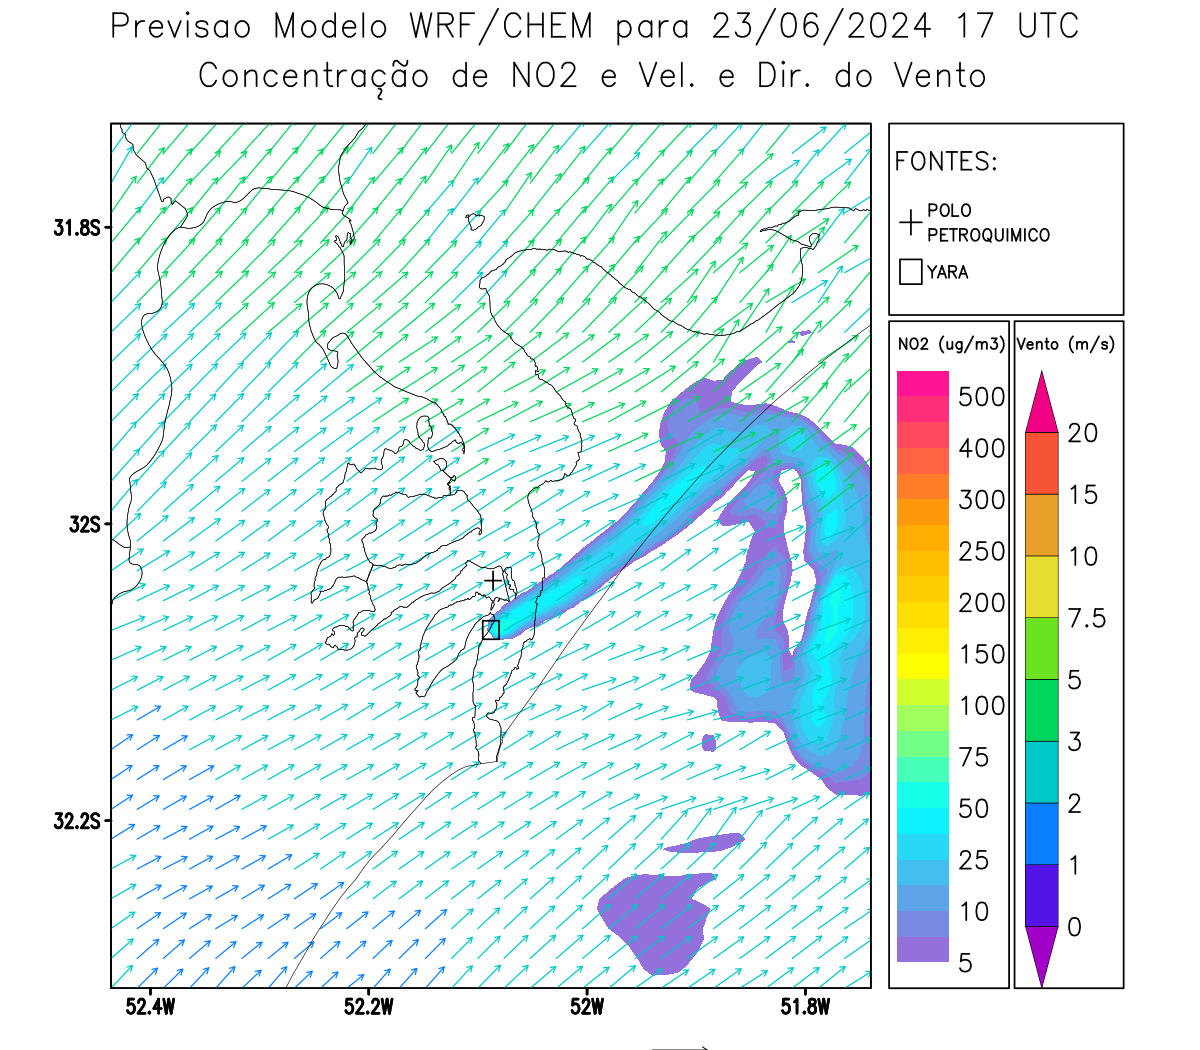 Previsao Modelo WRF/CHEM para 23/06/2024 17 UTC
Concentração de NO2 e Vel. e Dir. do Vento
FONTES:
POLO
PETROQUIMICO
YARA
31.8S
32S
32.2S
52.4W
52.2W
52W
51.8W
NO2 (ug/m3)
500
400
300
250
200
150
100
75
50
25
10
5
Vento (m/s)
20
15
10
7.5
5
3
2
1
0